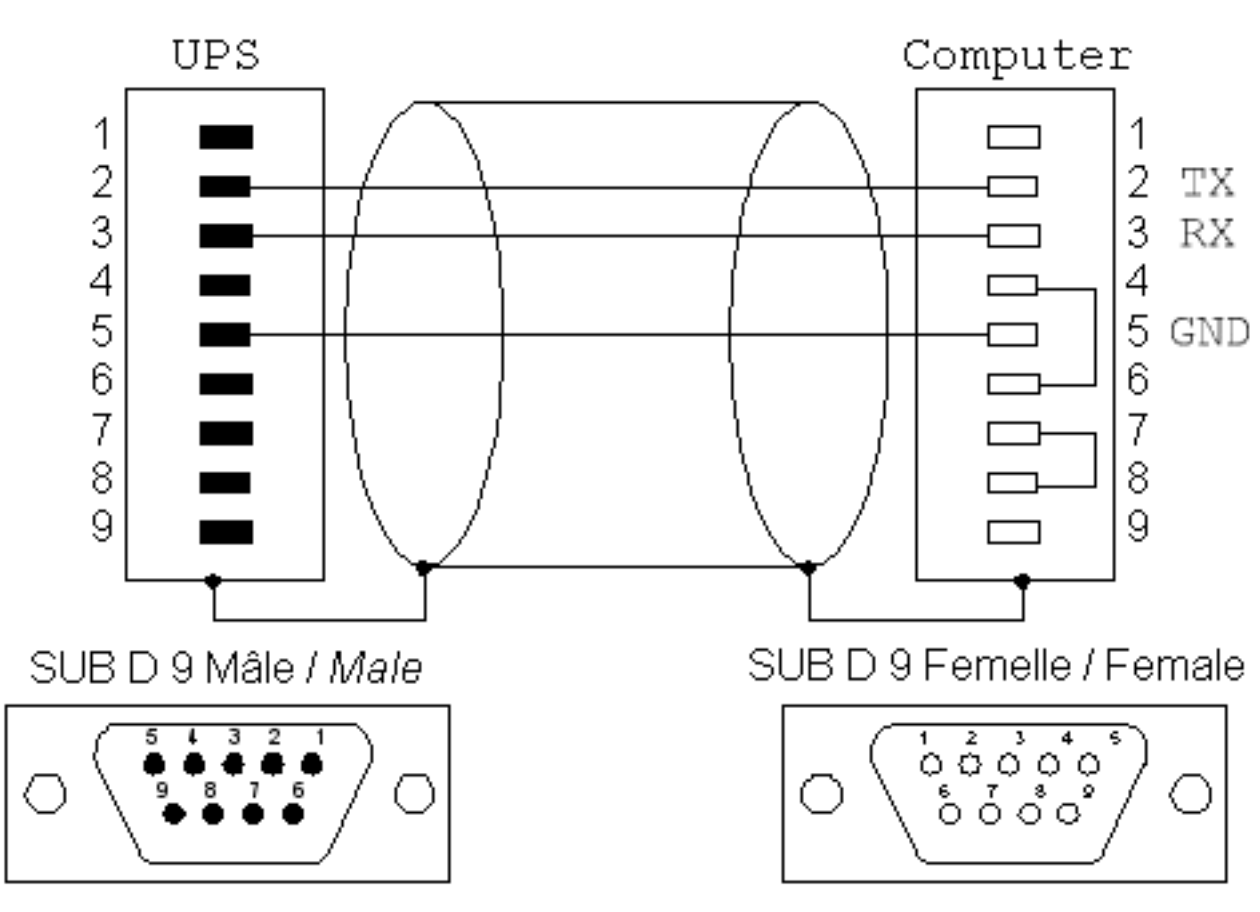 UPS Computer
1 1
2 2 TX
3 3 RX
4 4
5 5 GND
6 6
7 7
8 8
9 9
SUB D 9 Mâle / Male SUB D 9 Femelle / Female
5 4 3 2 1 1 2 3 4 5
9 8 7 6 6 7 8 9